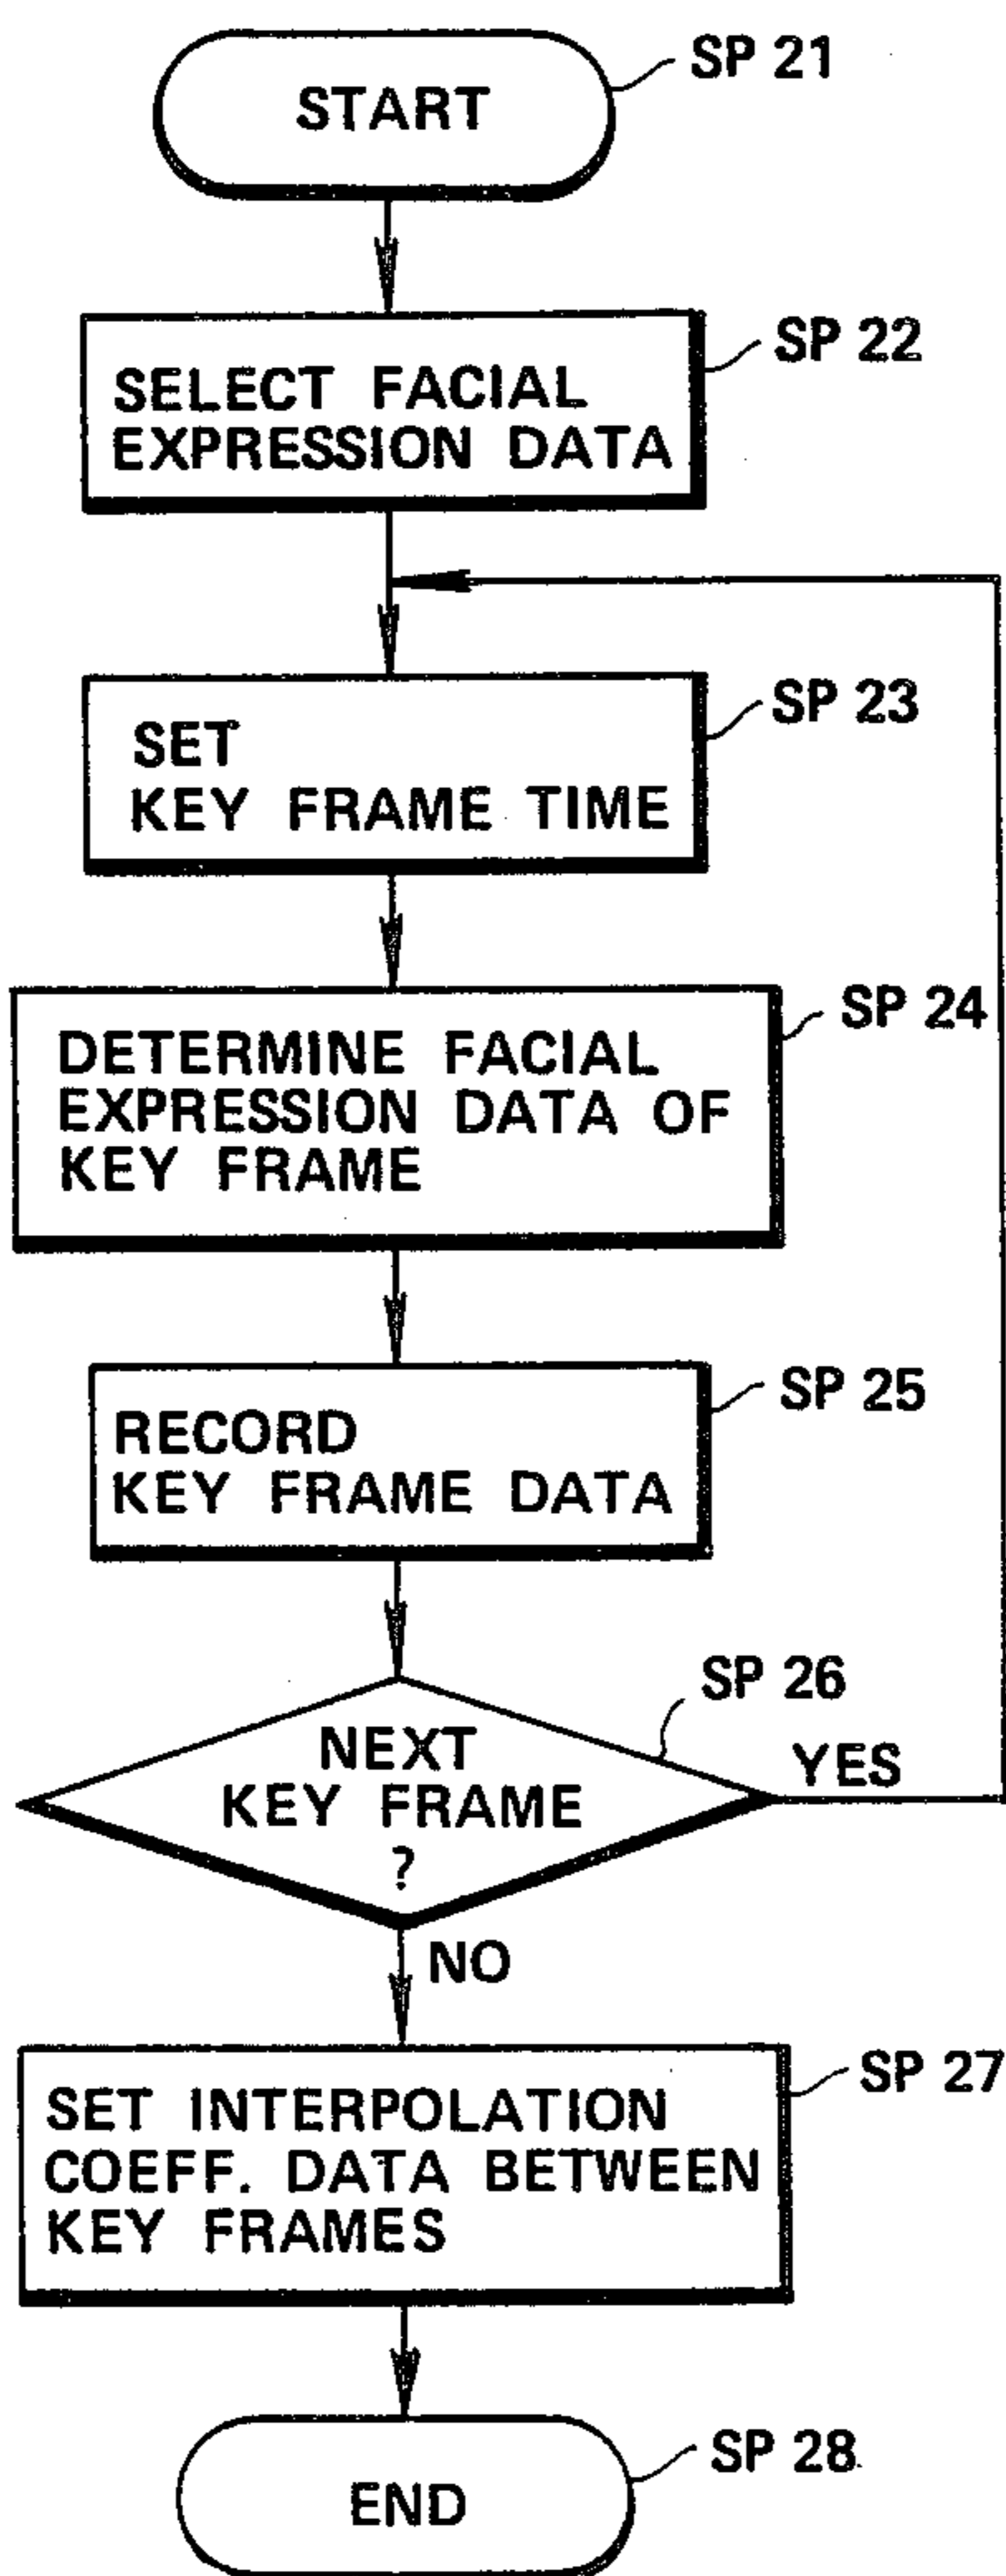 START
SP 21
SELECT FACIAL
EXPRESSION DATA
SP 22
SET
KEY FRAME TIME
SP 23
DETERMINE FACIAL
EXPRESSION DATA OF
KEY FRAME
SP 24
RECORD
KEY FRAME DATA
SP 25
NEXT
KEY FRAME
?
SP 26
YES
NO
SET INTERPOLATION
COEFF. DATA BETWEEN
KEY FRAMES
SP 27
END
SP 28